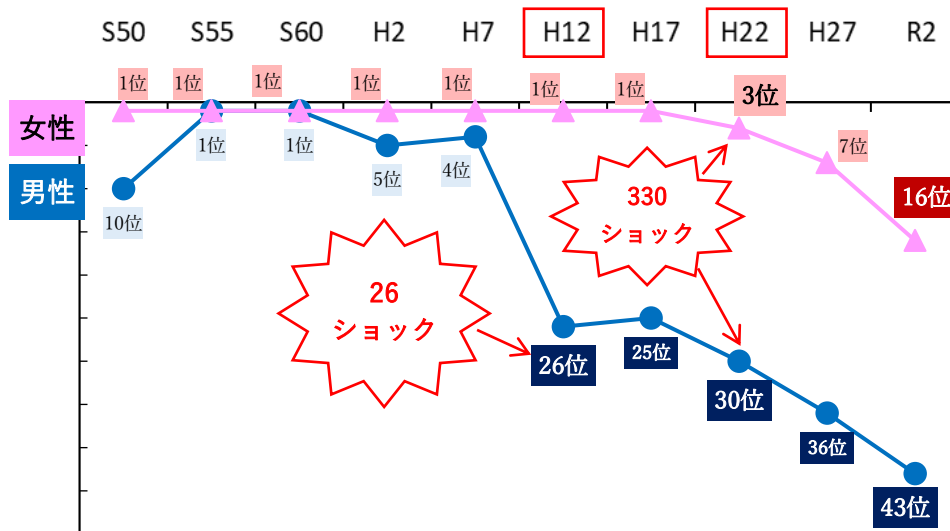 S50 S55 S60 H2 H7 H12 H17 H22 H27 R2
1位 1位 1位 1位 1位 1位 1位 3位 7位 16位
女性
男性
10位 1位 1位 5位 4位 26位 25位 30位 36位 43位
26
ショック
330
ショック